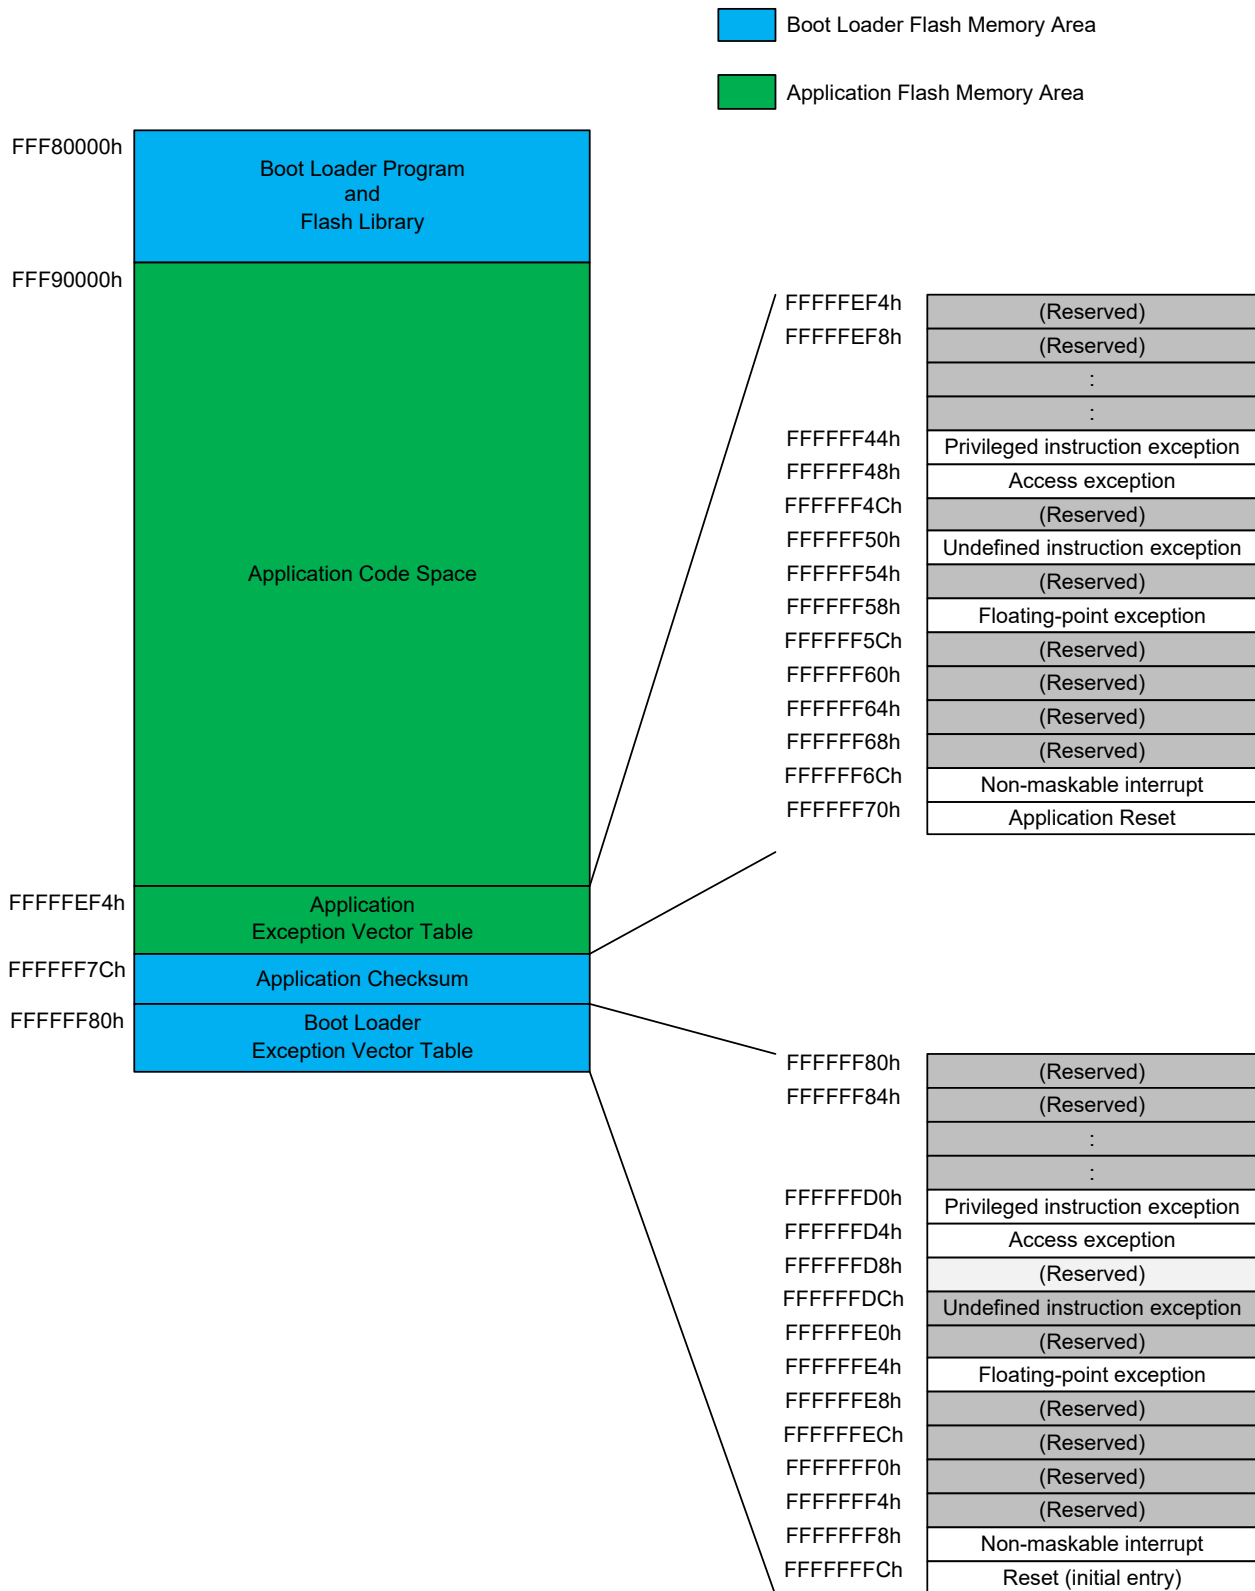 Boot Loader Flash Memory Area
Application Flash Memory Area
FFF80000h
Boot Loader Program
and
Flash Library
FFF90000h
Application Code Space
FFFFFEF4h
Application
Exception Vector Table
FFFFFF7Ch
Application Checksum
FFFFFF80h
Boot Loader
Exception Vector Table
FFFFFEF4h (Reserved)
FFFFFEF8h (Reserved)
:
:
FFFFFF44h Privileged instruction exception
FFFFFF48h Access exception
FFFFFF4Ch (Reserved)
FFFFFF50h Undefined instruction exception
FFFFFF54h (Reserved)
FFFFFF58h Floating-point exception
FFFFFF5Ch (Reserved)
FFFFFF60h (Reserved)
FFFFFF64h (Reserved)
FFFFFF68h (Reserved)
FFFFFF6Ch Non-maskable interrupt
FFFFFF70h Application Reset
FFFFFF80h (Reserved)
FFFFFF84h (Reserved)
:
:
FFFFFFD0h Privileged instruction exception
FFFFFFD4h Access exception
FFFFFFD8h (Reserved)
FFFFFFDCh Undefined instruction exception
FFFFFFE0h (Reserved)
FFFFFFE4h Floating-point exception
FFFFFFE8h (Reserved)
FFFFFFECh (Reserved)
FFFFFFF0h (Reserved)
FFFFFFF4h (Reserved)
FFFFFFF8h Non-maskable interrupt
FFFFFFFCh Reset (initial entry)